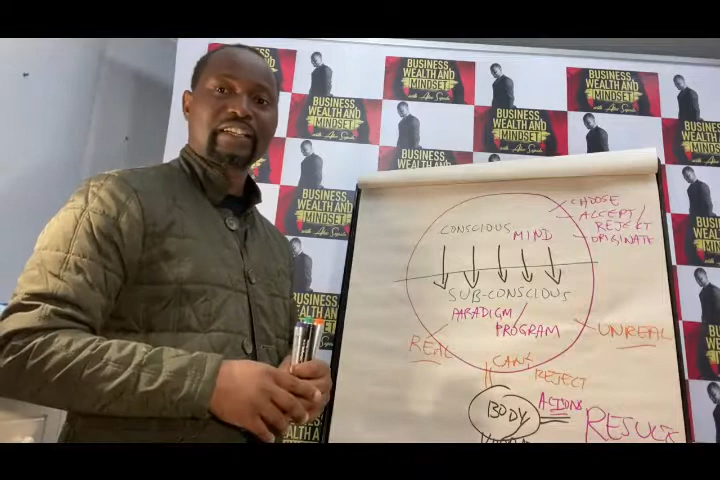 BUSINESS
WEALTH AND
MINDSET
CHOOSE
ACCEPT/
REJECT
ORIGINATE
CONSCIOUS MIND
SUB-CONSCIOUS
PARADIGM/
PROGRAM
REAL
UNREAL
CAN'T
REJECT
BODY
ACTIONS